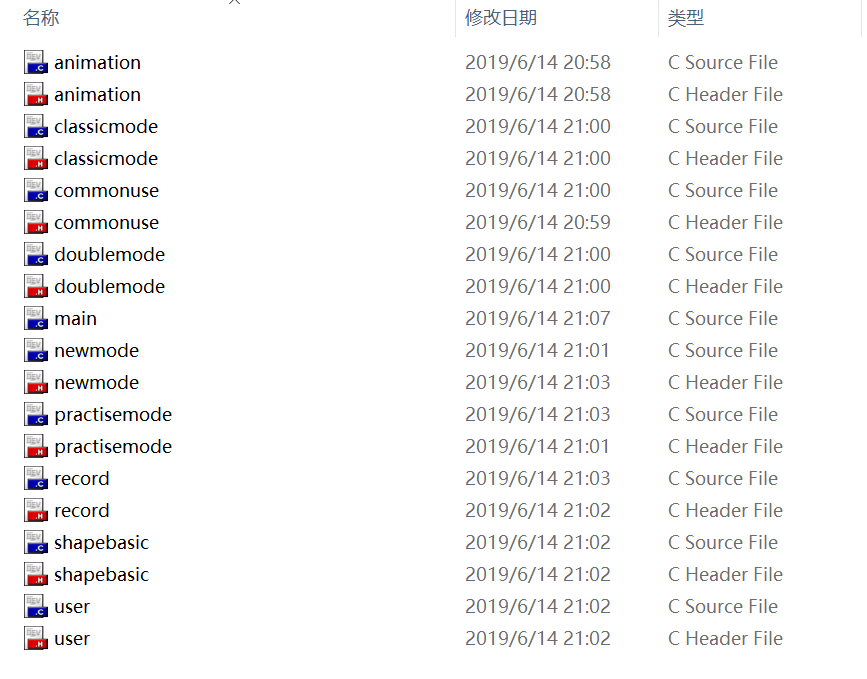 名称 修改日期 类型
animation 2019/6/14 20:58 C Source File
animation 2019/6/14 20:58 C Header File
classicmode 2019/6/14 21:00 C Source File
classicmode 2019/6/14 21:00 C Header File
commonuse 2019/6/14 21:00 C Source File
commonuse 2019/6/14 20:59 C Header File
doublemode 2019/6/14 21:00 C Source File
doublemode 2019/6/14 21:00 C Header File
main 2019/6/14 21:07 C Source File
newmode 2019/6/14 21:01 C Source File
newmode 2019/6/14 21:03 C Header File
practisemode 2019/6/14 21:03 C Source File
practisemode 2019/6/14 21:01 C Header File
record 2019/6/14 21:03 C Source File
record 2019/6/14 21:02 C Header File
shapebasic 2019/6/14 21:02 C Source File
shapebasic 2019/6/14 21:02 C Header File
user 2019/6/14 21:02 C Source File
user 2019/6/14 21:02 C Header File